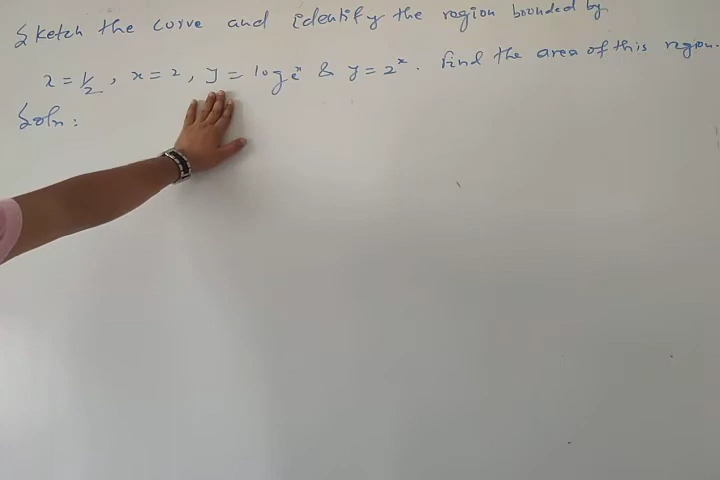 Sketch the curve and identify the region bounded by
x = 1/2, x = 2, y = log e^x & y = 2^x. Find the area of this region.
Soln: